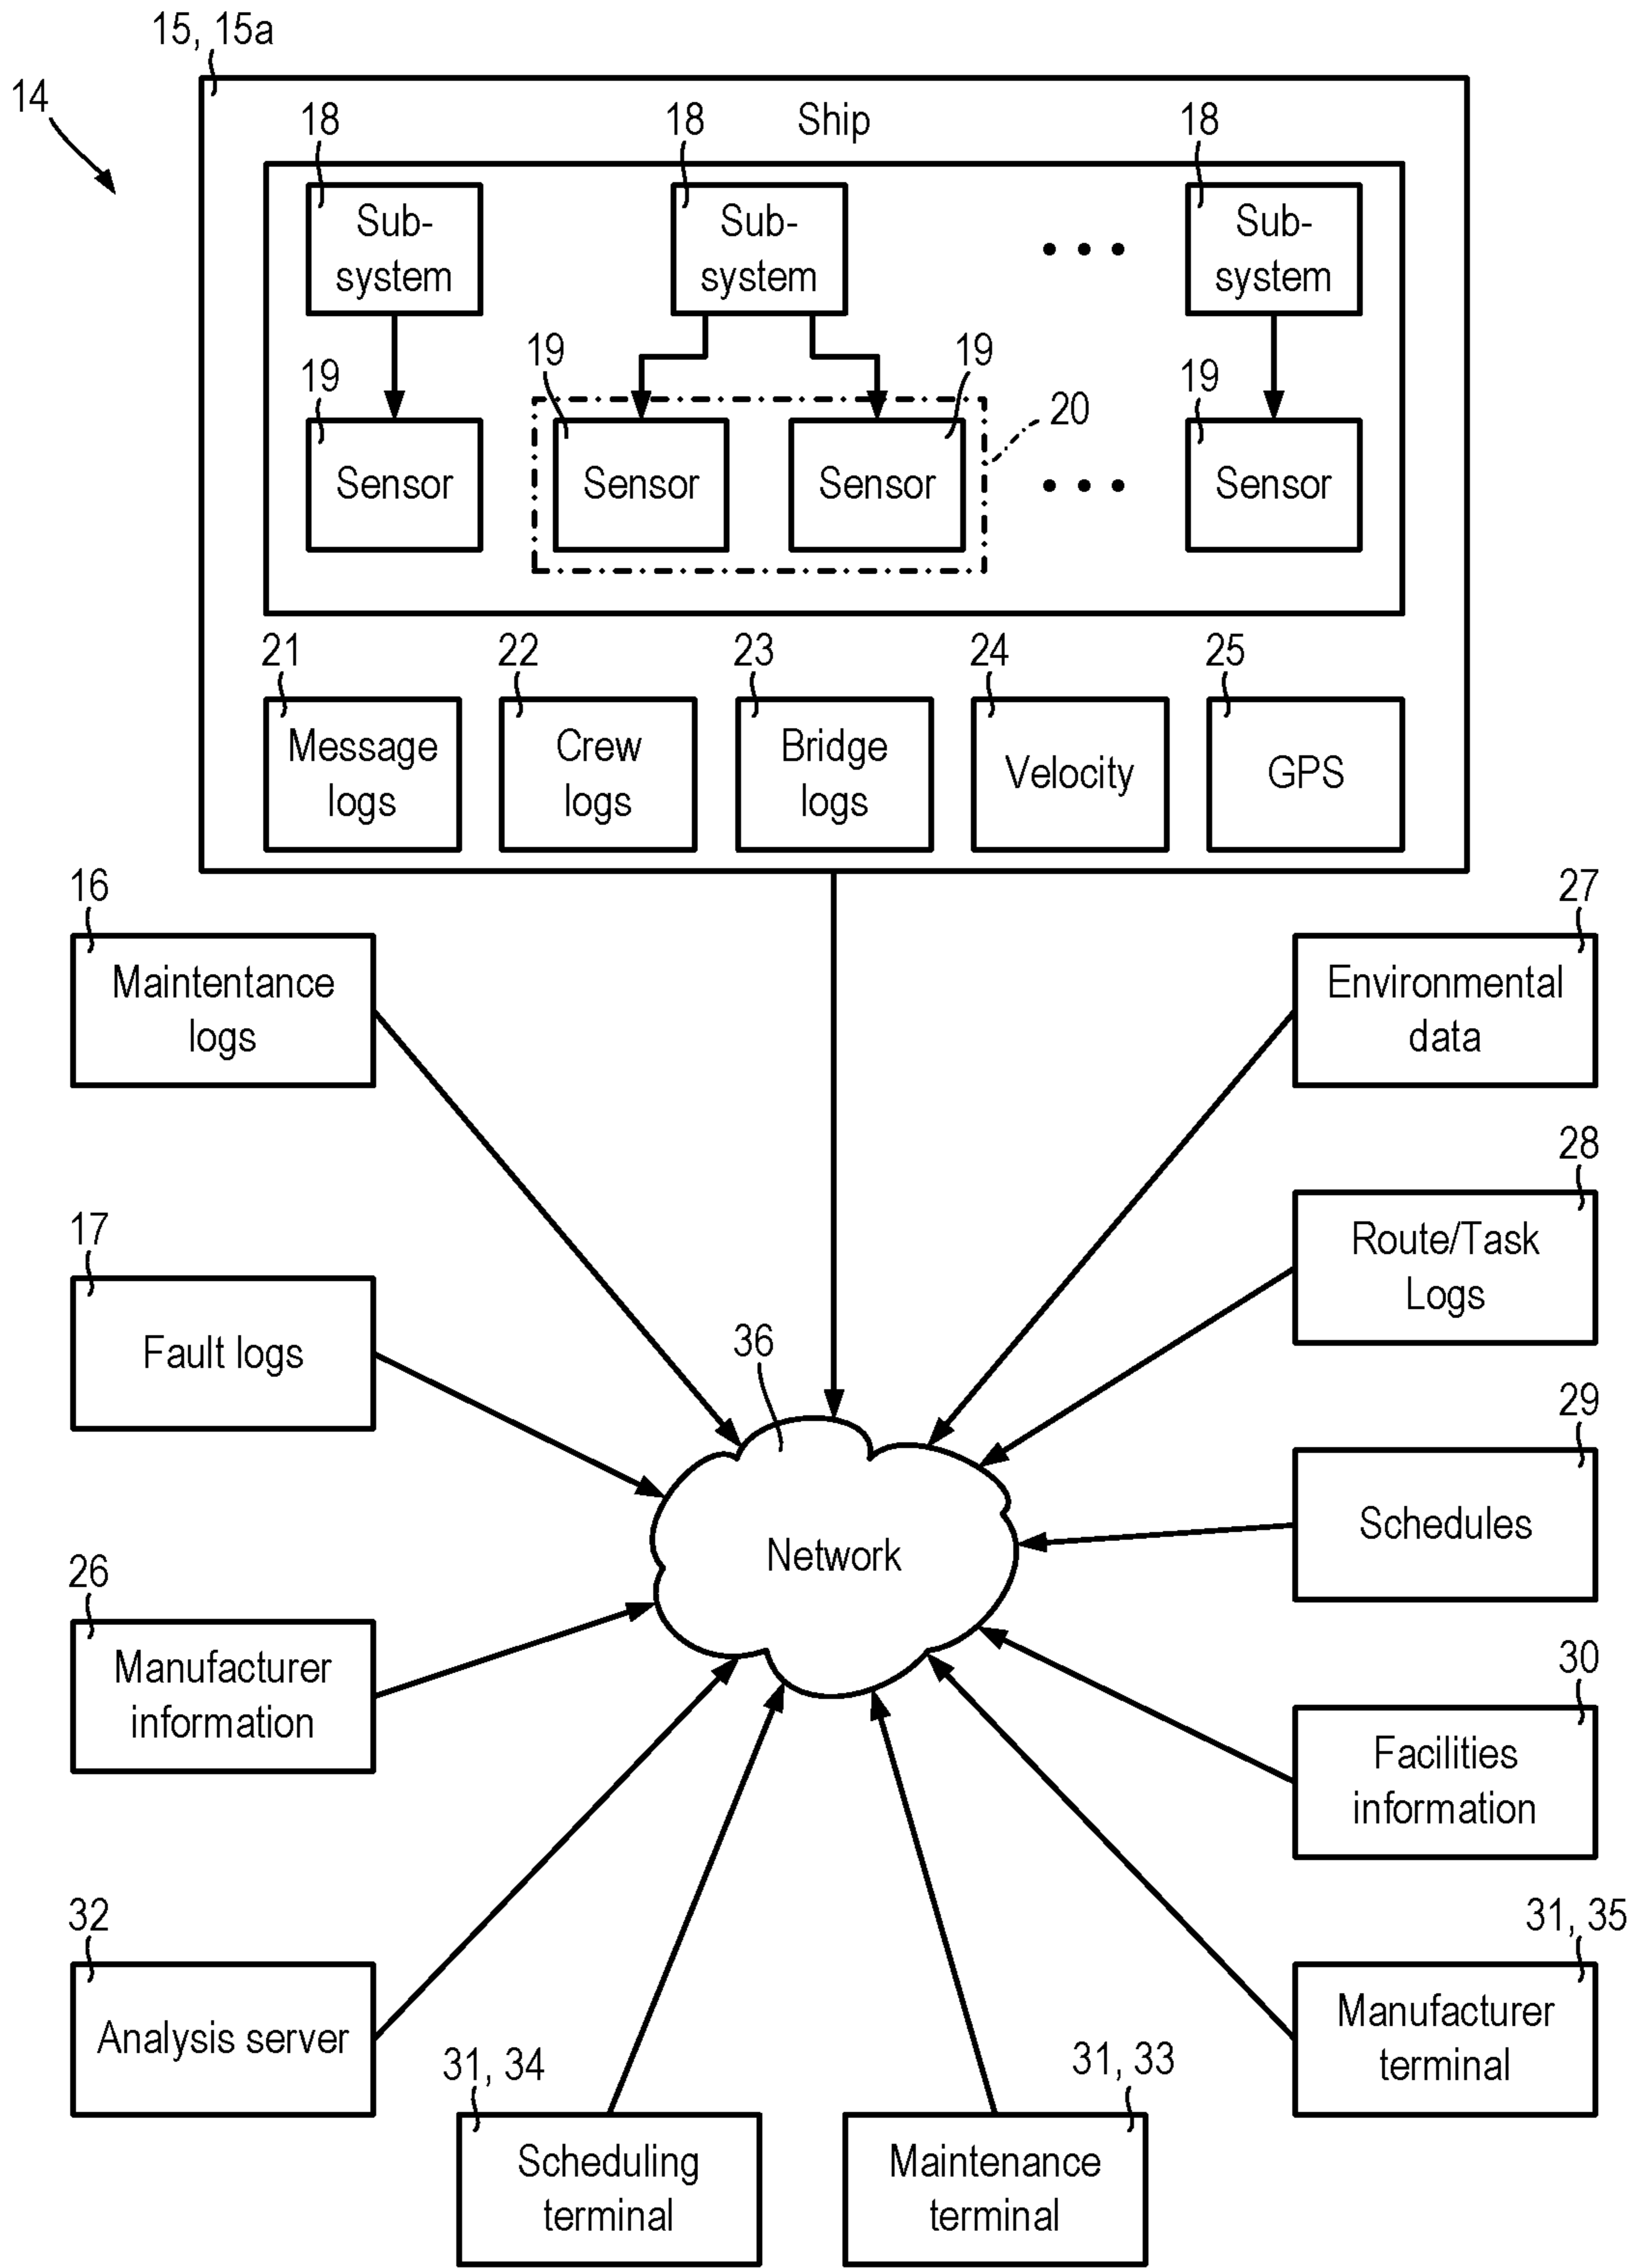 15, 15a
14
18
18
Ship
18
Sub-
system
Sub-
system
Sub-
system
19
19
19
20
19
Sensor
Sensor
Sensor
Sensor
21
22
23
24
25
Message
logs
Crew
logs
Bridge
logs
Velocity
GPS
16
27
Maintentance
logs
Environmental
data
28
17
Route/Task
Logs
Fault logs
36
29
Schedules
Network
26
30
Manufacturer
information
Facilities
information
32
31, 35
Analysis server
Manufacturer
terminal
31, 34
31, 33
Scheduling
terminal
Maintenance
terminal